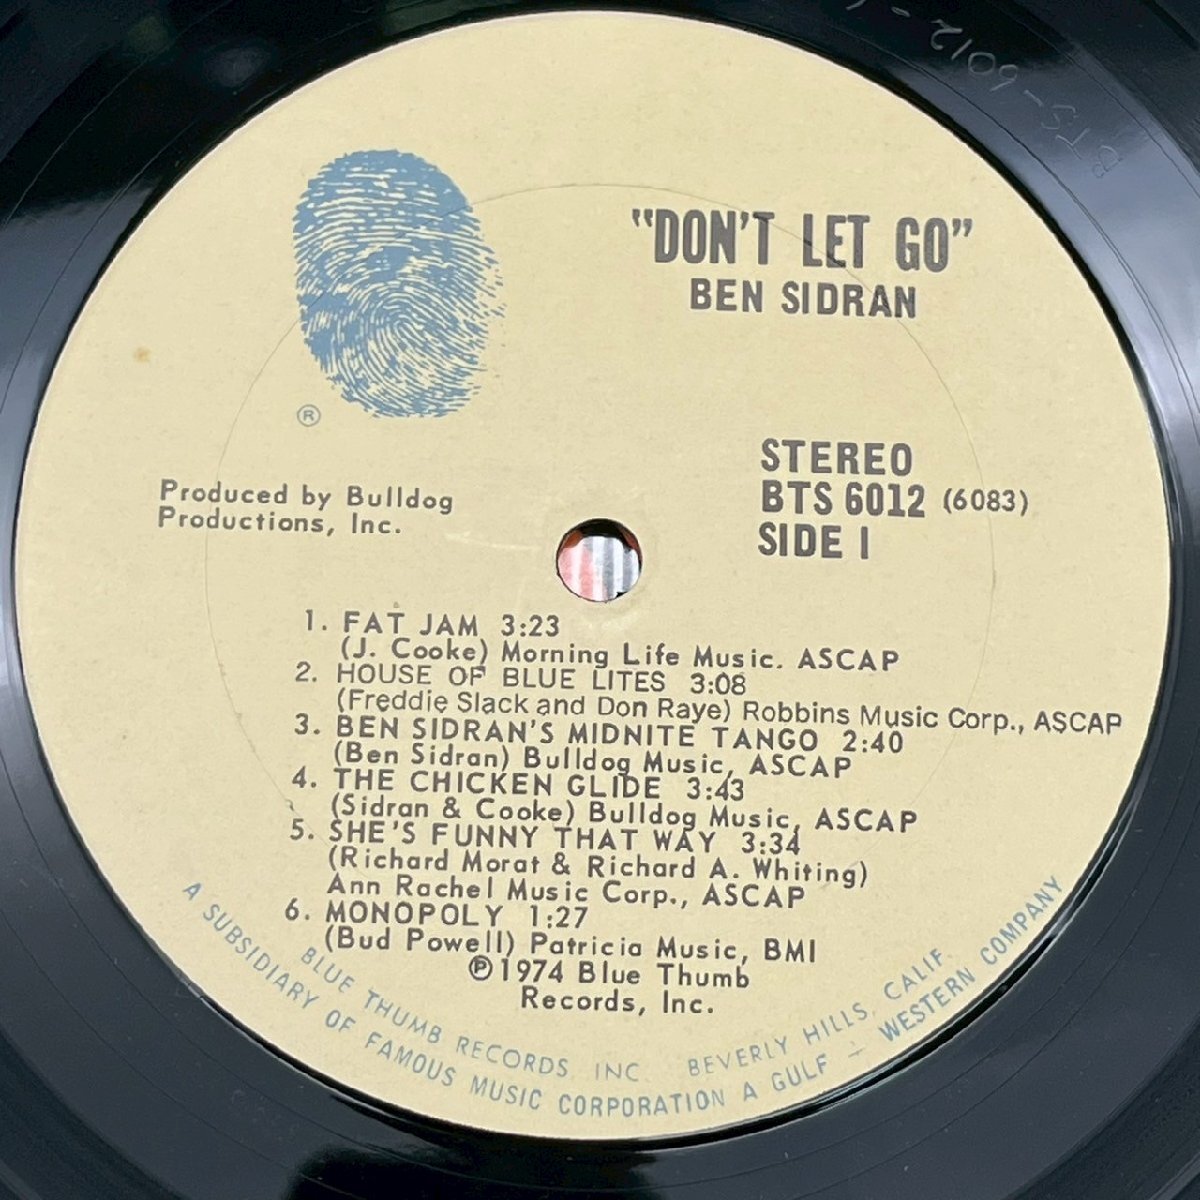 BTS-6012-
"DON'T LET GO"
BEN SIDRAN
®
STEREO
BTS 6012 (6083)
SIDE 1
Produced by Bulldog
Productions, Inc.
1. FAT JAM 3:23
(J. Cooke) Morning Life Music. ASCAP
2. HOUSE OF BLUE LITES 3:08
(Freddie Slack and Don Raye) Robbins Music Corp., ASCAP
3. BEN SIDRAN'S MIDNITE TANGO 2:40
(Ben Sidran) Bulldog Music, ASCAP
4. THE CHICKEN GLIDE 3:43
(Sidran & Cooke) Bulldog Music, ASCAP
5. SHE'S FUNNY THAT WAY 3:34
(Richard Morat & Richard A. Whiting)
Ann Rachel Music Corp., ASCAP
6. MONOPOLY 1:27
(Bud Powell) Patricia Music, BMI
℗ 1974 Blue Thumb
Records, Inc.
BLUE THUMB RECORDS, INC. BEVERLY HILLS, CALIF.
A SUBSIDIARY OF FAMOUS MUSIC CORPORATION A GULF + WESTERN COMPANY